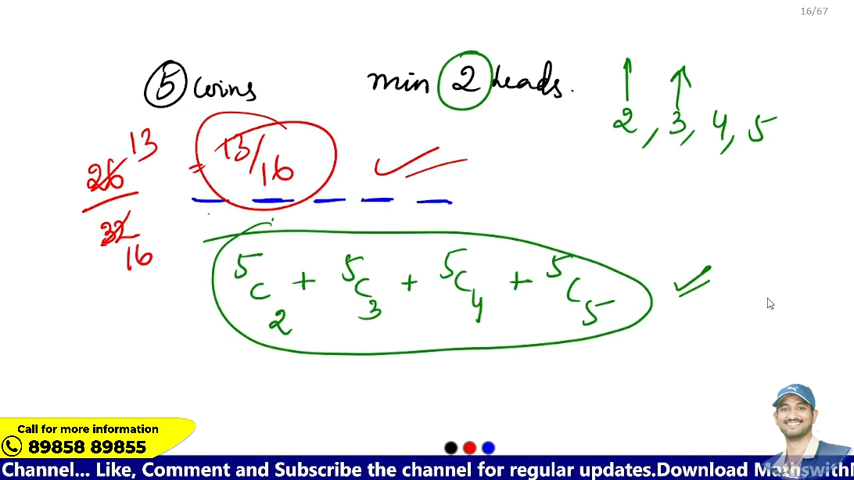 16/67
5 coins min 2 heads.
2, 3, 4, 5
26 13 = 13/16
32 16
5C2 + 5C3 + 5C4 + 5C5
Call for more information
89858 89855
Channel... Like, Comment and Subscribe the channel for regular updates.Download Mathswith